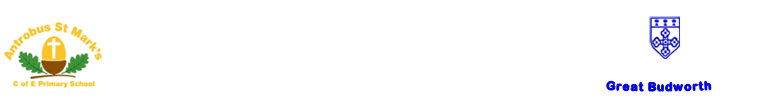 Antrobus St Mark's
C of E Primary School
Great Budworth